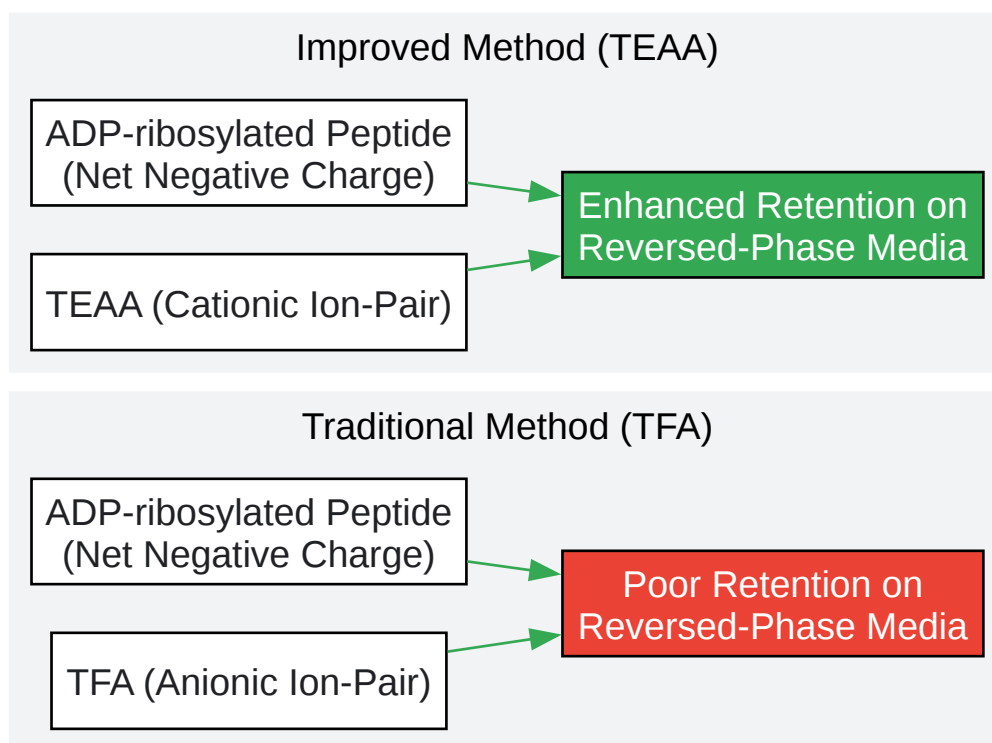 Improved Method (TEAA)
ADP-ribosylated Peptide
(Net Negative Charge)
TEAA (Cationic Ion-Pair)
Enhanced Retention on
Reversed-Phase Media
Traditional Method (TFA)
ADP-ribosylated Peptide
(Net Negative Charge)
TFA (Anionic Ion-Pair)
Poor Retention on
Reversed-Phase Media